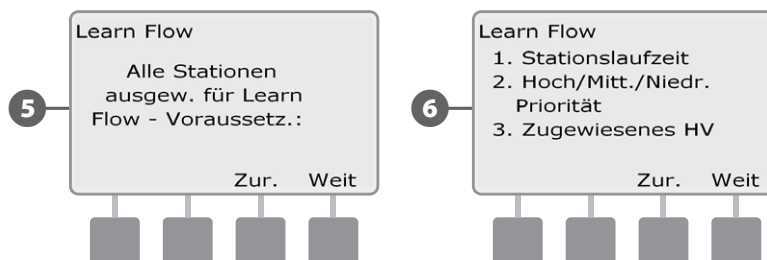 5
Learn Flow
Alle Stationen
ausgew. für Learn
Flow - Voraussetz.:
Zur. Weit
6
Learn Flow
1. Stationslaufzeit
2. Hoch/Mitt./Niedr.
Priorität
3. Zugewiesenes HV
Zur. Weit